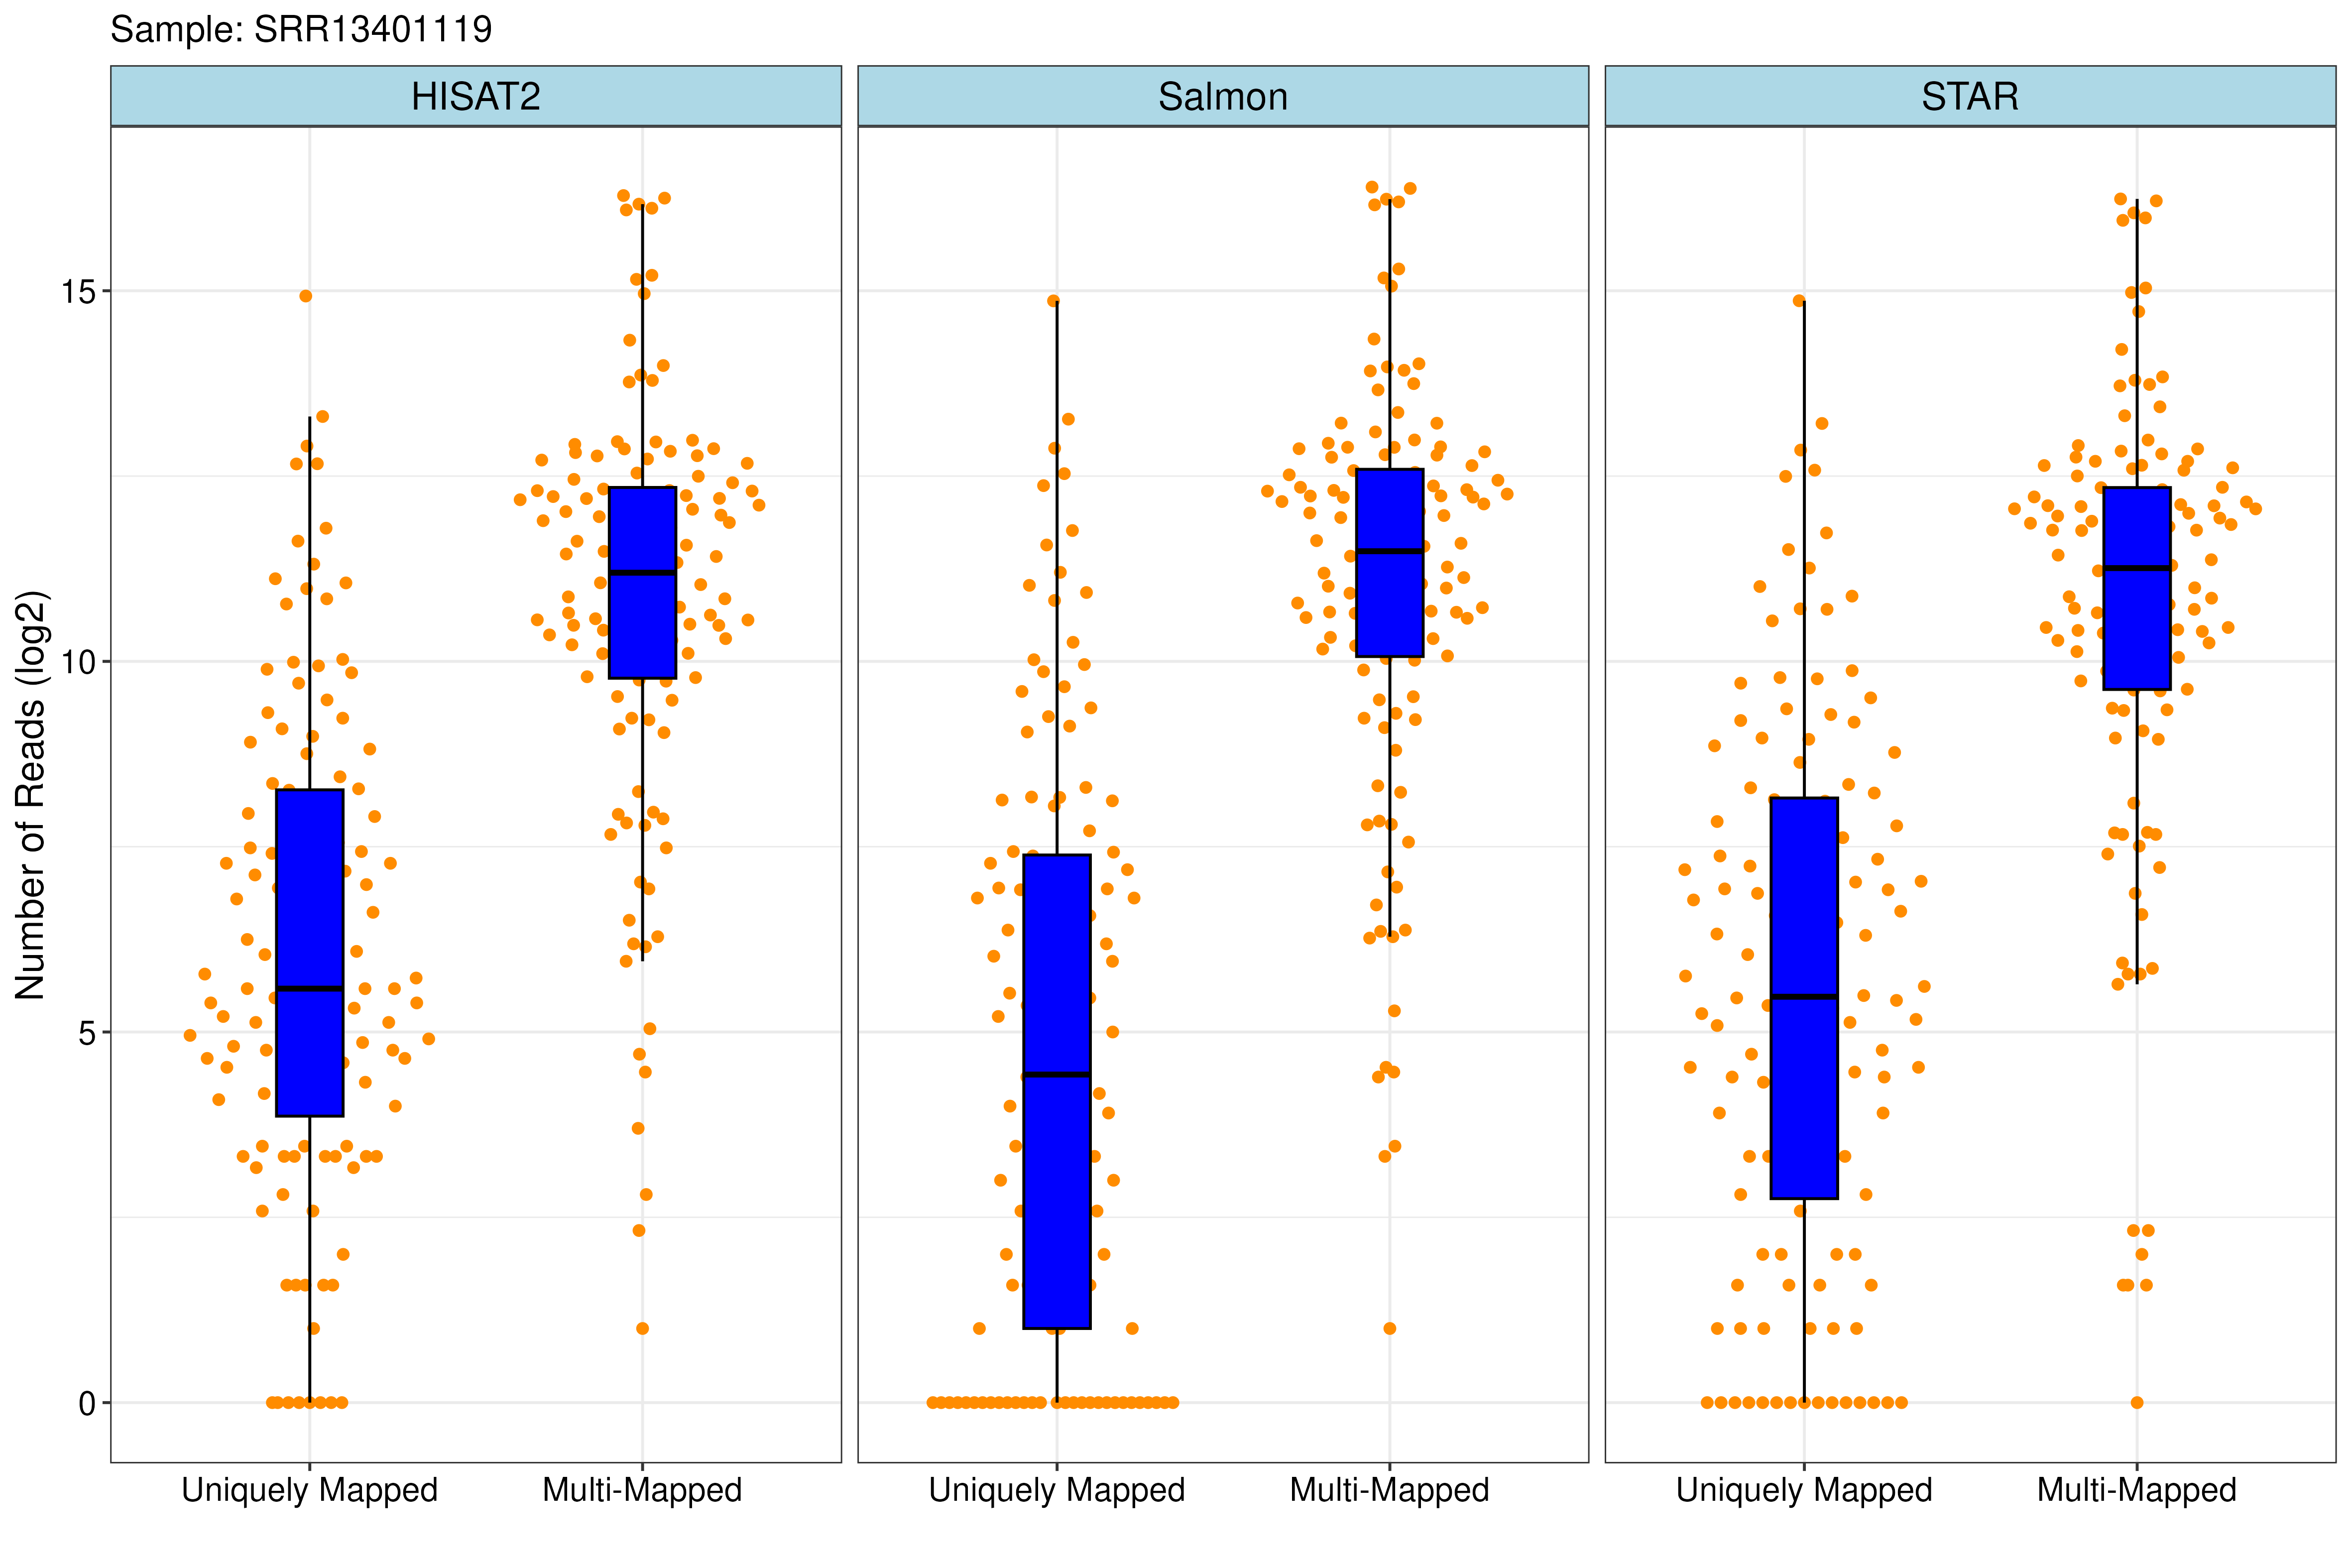 Sample: SRR13401119
HISAT2
Salmon
STAR
Number of Reads (log2)
15
10
5
0
Uniquely Mapped
Multi-Mapped
Uniquely Mapped
Multi-Mapped
Uniquely Mapped
Multi-Mapped